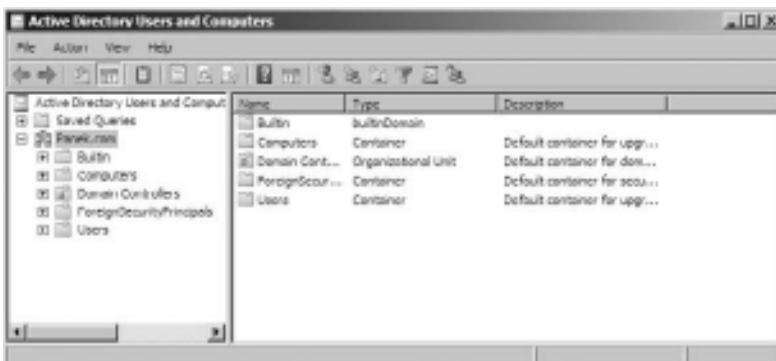 Active Directory Users and Computers
File Action View Help
Active Directory Users and Comput
Saved Queries
Panek.com
Builtin
Computers
Domain Controllers
ForeignSecurityPrincipals
Users
Name Type Description
Builtin builtinDomain
Computers Container Default container for upgr...
Domain Cont... Organizational Unit Default container for dom...
ForeignSecur... Container Default container for secu...
Users Container Default container for upgr...